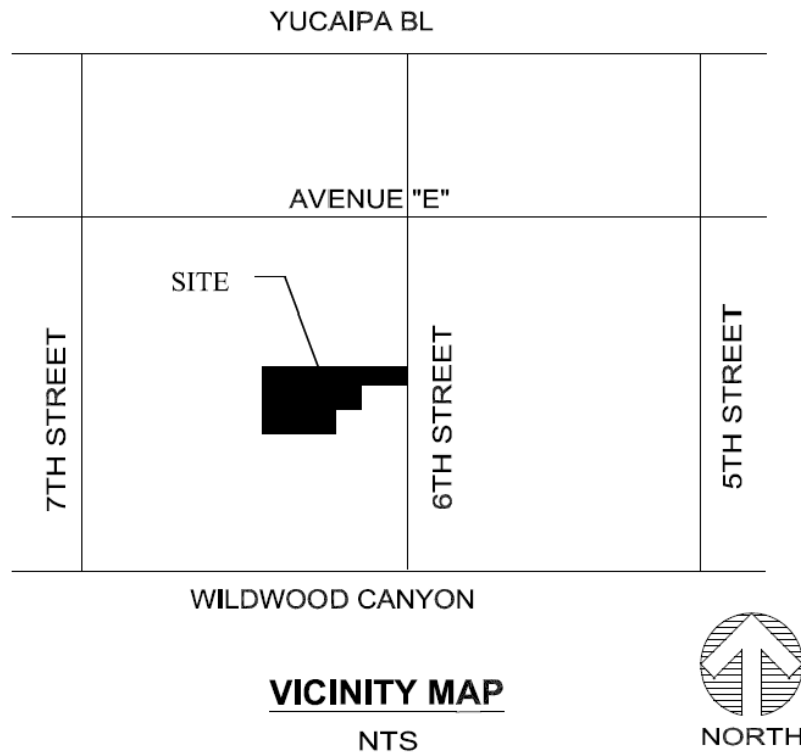 YUCAIPA BL
AVENUE "E"
SITE
7TH STREET
6TH STREET
5TH STREET
WILDWOOD CANYON
VICINITY MAP
NTS
NORTH